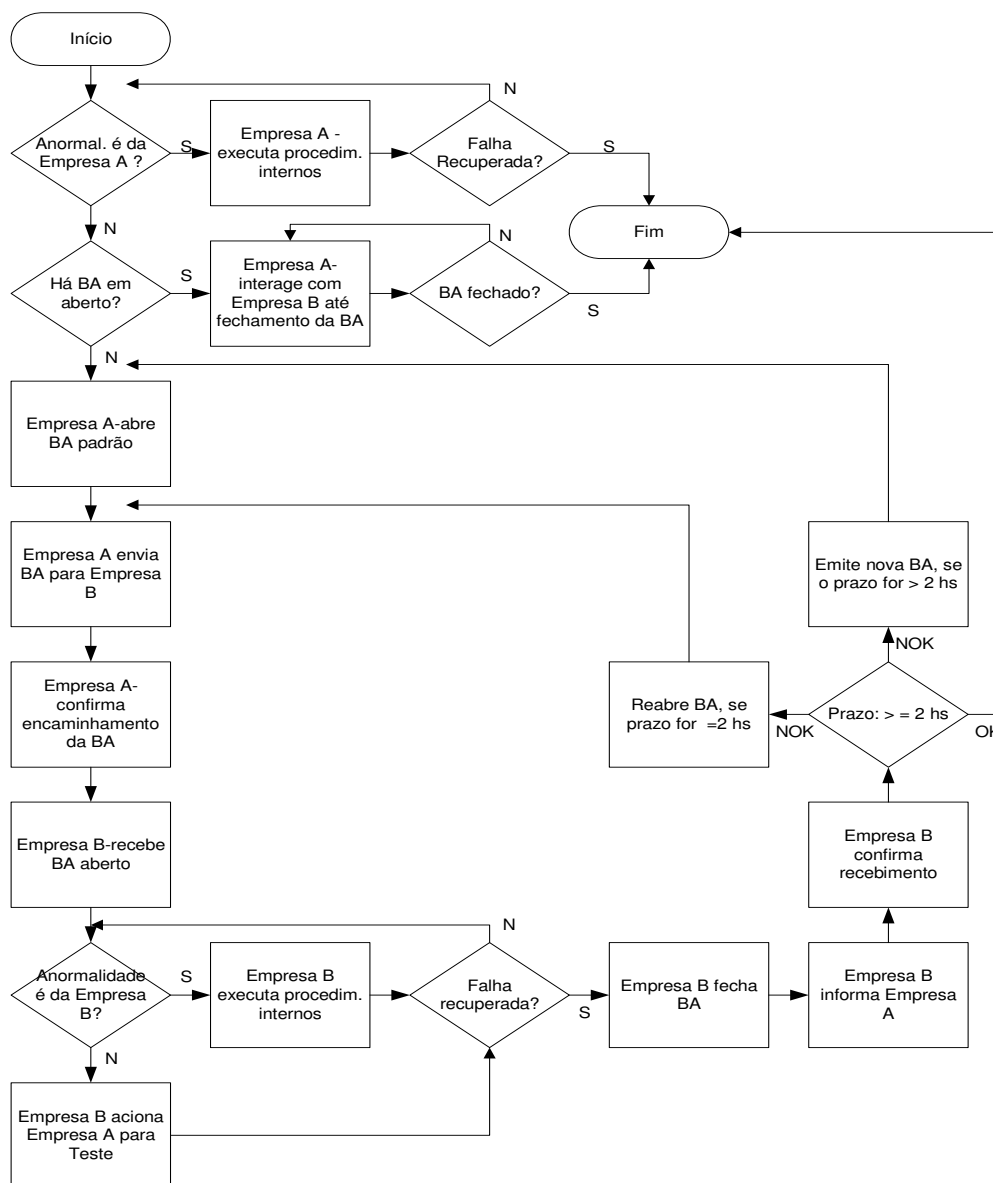 Início
N
Anormal. é da
Empresa A ?
S
Empresa A -
executa procedim.
internos
Falha
Recuperada?
S
N
Fim
N
Há BA em
aberto?
S
Empresa A-
interage com
Empresa B até
fechamento da BA
BA fechado?
S
N
Empresa A-abre
BA padrão
Empresa A envia
BA para Empresa
B
Emite nova BA, se
o prazo for > 2 hs
NOK
Empresa A-
confirma
encaminhamento
da BA
Reabre BA, se
prazo for =2 hs
NOK
Prazo: > = 2 hs
OK
Empresa B-recebe
BA aberto
Empresa B
confirma
recebimento
N
Anormalidade
é da Empresa
B?
S
Empresa B
executa procedim.
internos
Falha
recuperada?
S
Empresa B fecha
BA
Empresa B
informa Empresa
A
N
Empresa B aciona
Empresa A para
Teste